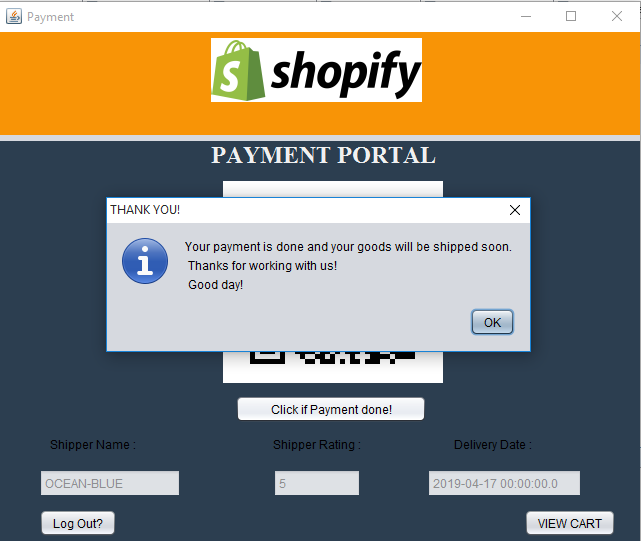 Payment
shopify
PAYMENT PORTAL
THANK YOU!
Your payment is done and your goods will be shipped soon.
Thanks for working with us!
Good day!
OK
Click if Payment done!
Shipper Name : Shipper Rating : Delivery Date :
OCEAN-BLUE 5 2019-04-17 00:00:00.0
Log Out? VIEW CART